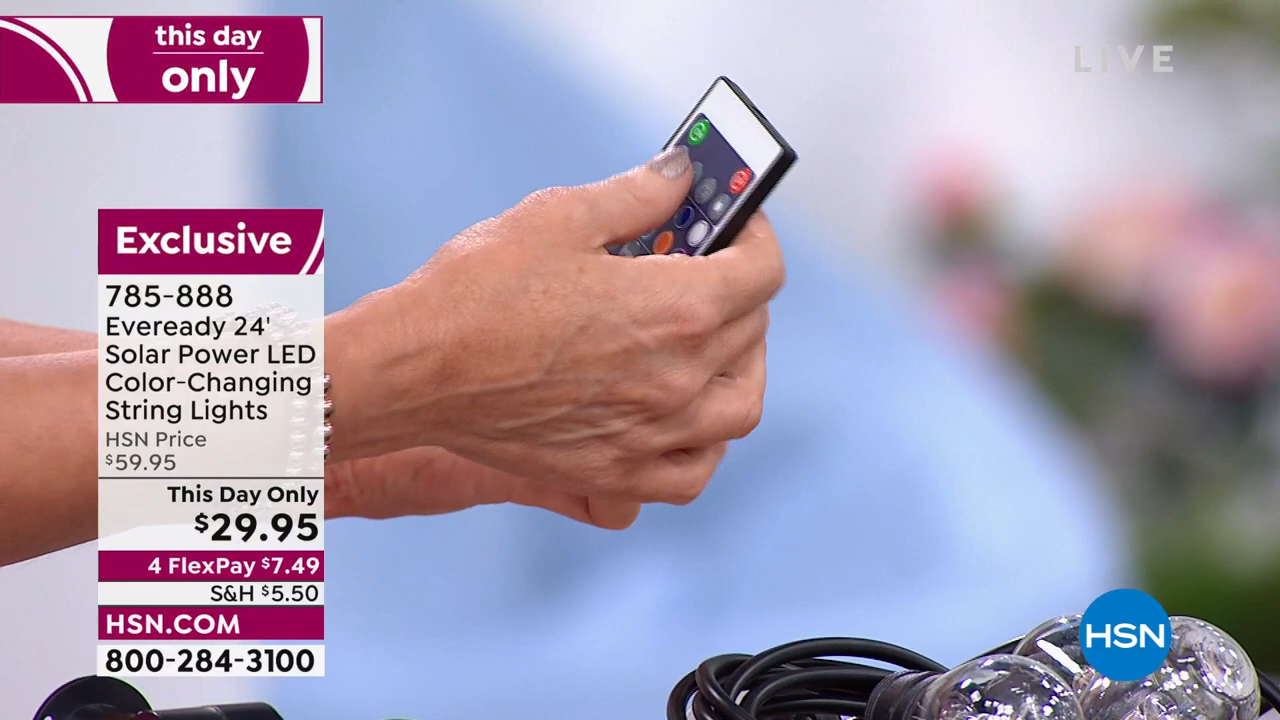 this day
only
LIVE
Exclusive
785-888
Eveready 24'
Solar Power LED
Color-Changing
String Lights
HSN Price
$59.95
This Day Only
$29.95
4 FlexPay $7.49
S&H $5.50
HSN.COM
800-284-3100
HSN